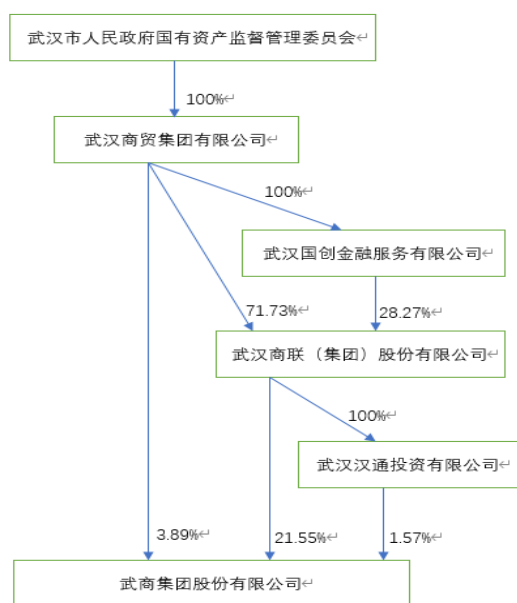 武汉市人民政府国有资产监督管理委员会↵
100%↵
武汉商贸集团有限公司↵
100%↵
武汉国创金融服务有限公司↵
71.73%↵
28.27%↵
武汉商联（集团）股份有限公司↵
100%↵
武汉汉通投资有限公司↵
3.89%↵
21.55%↵
1.57%↵
武商集团股份有限公司↵